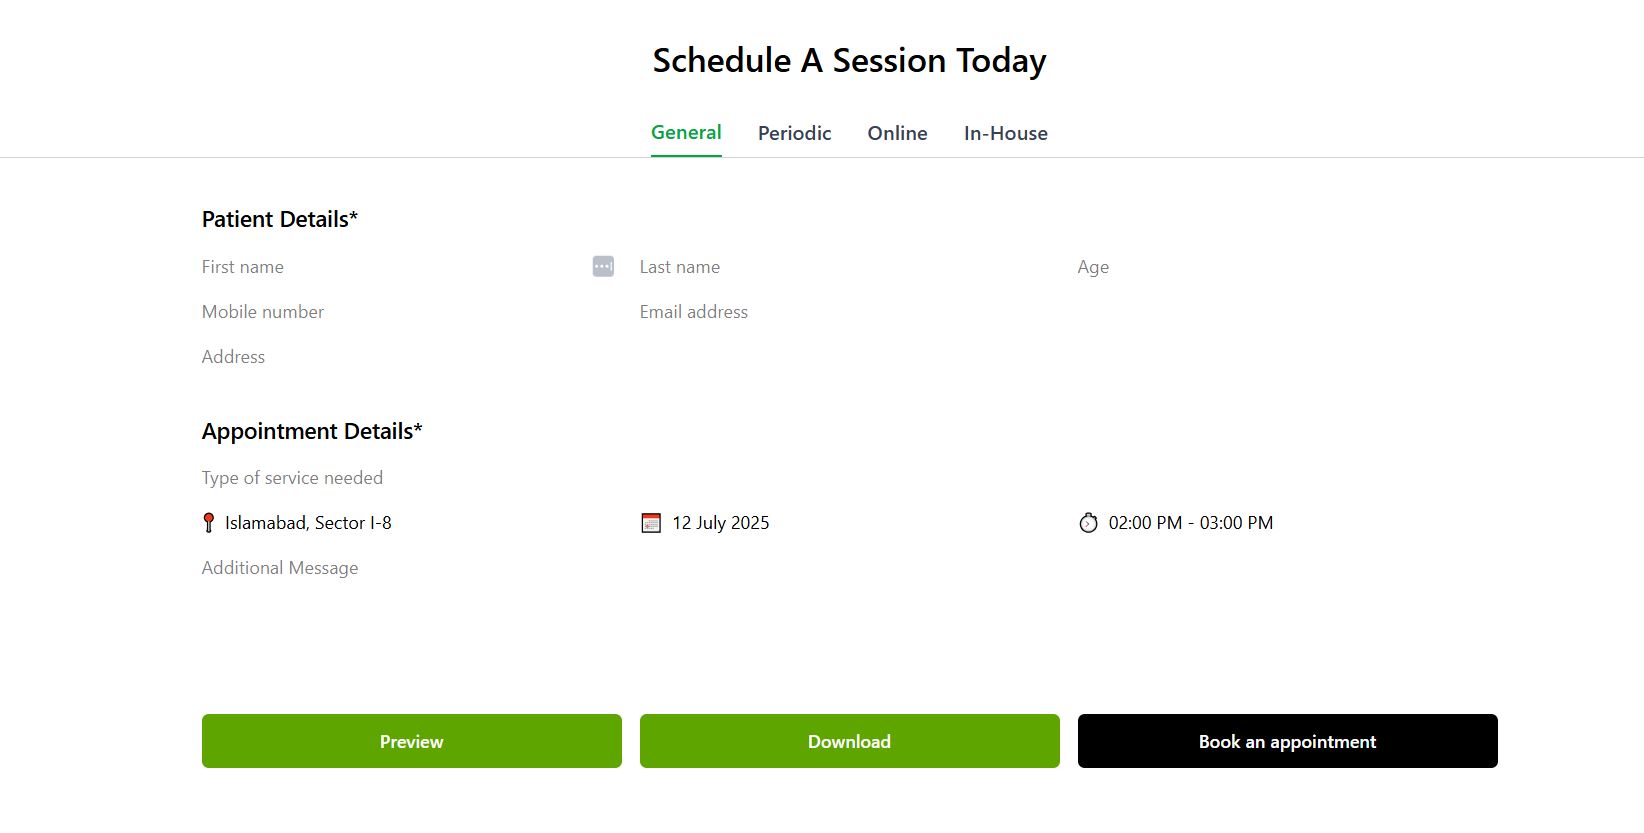 Schedule A Session Today
General Periodic Online In-House
Patient Details*
First name Last name Age
Mobile number Email address
Address
Appointment Details*
Type of service needed
Islamabad, Sector I-8 12 July 2025 02:00 PM - 03:00 PM
Additional Message
Preview Download Book an appointment